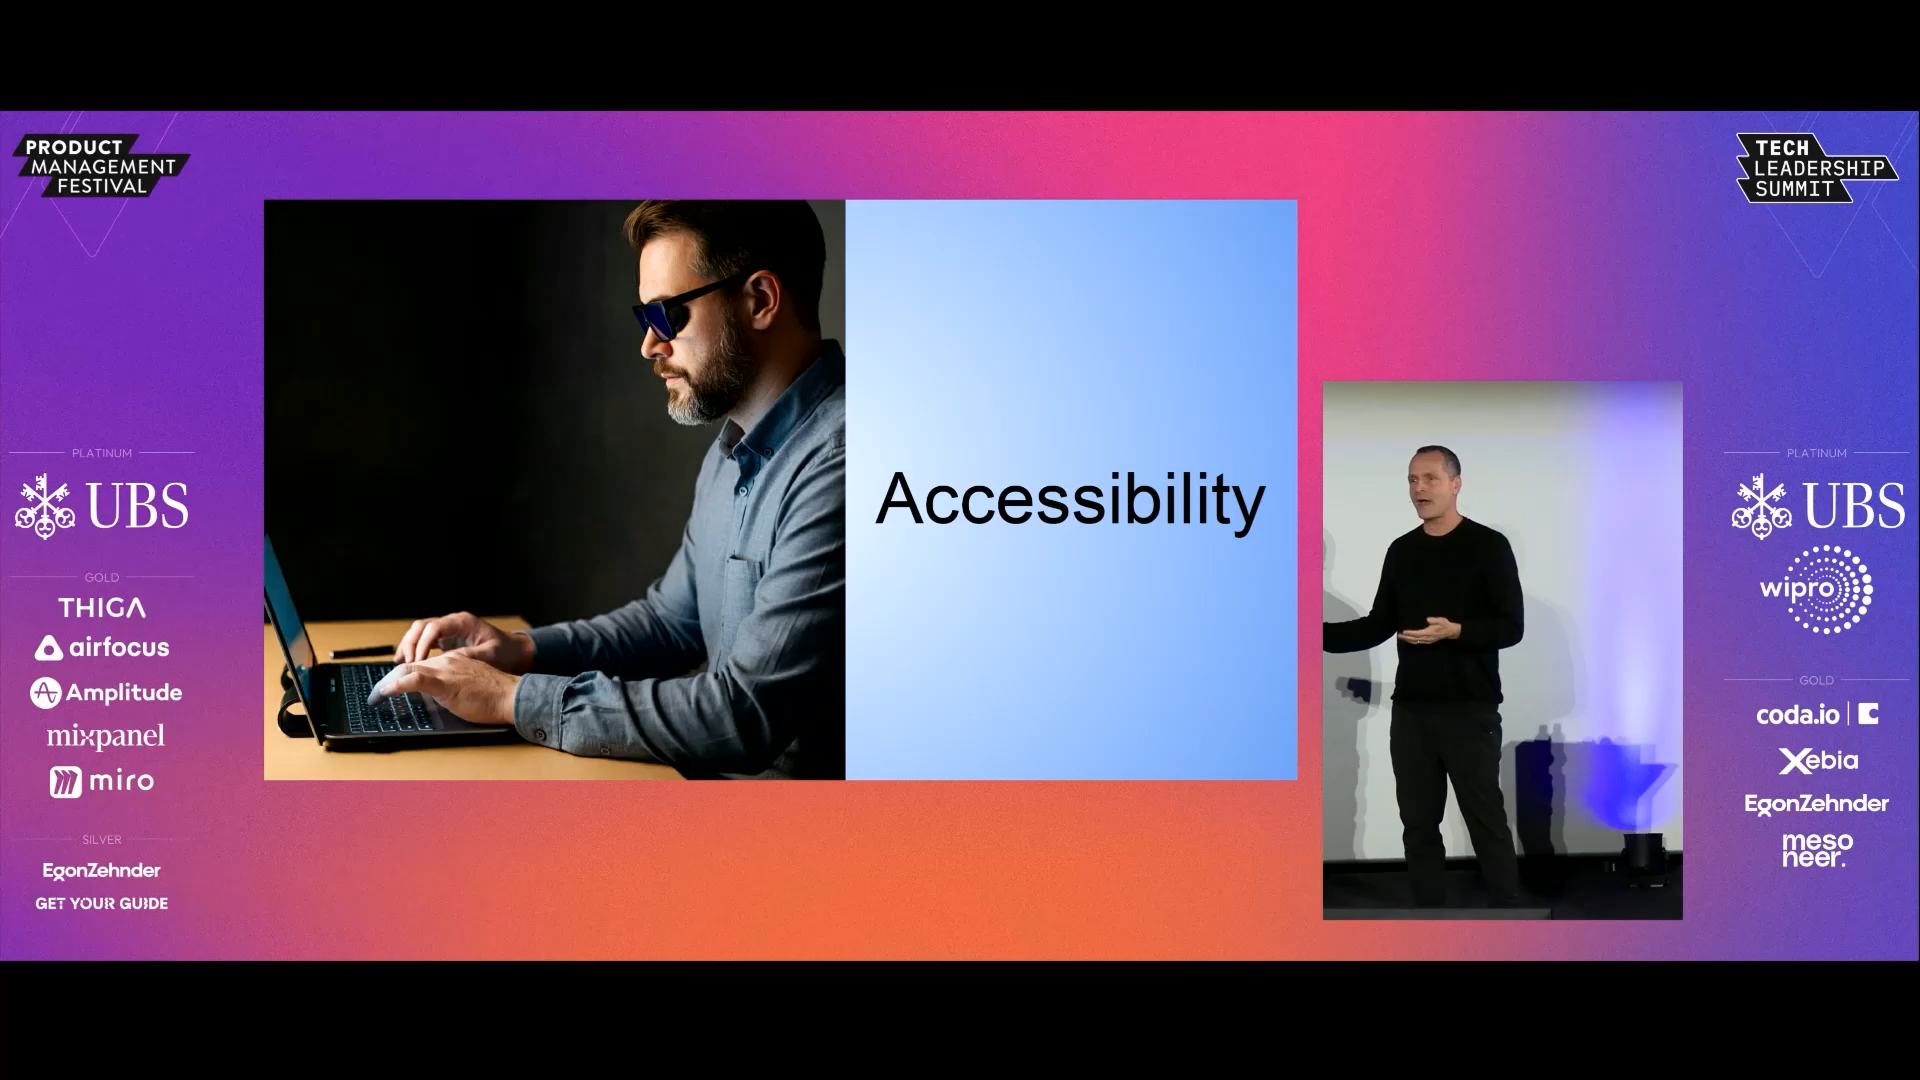 PRODUCT
MANAGEMENT
FESTIVAL
TECH
LEADERSHIP
SUMMIT
Accessibility
PLATINUM
UBS
GOLD
THIGA
airfocus
Amplitude
mixpanel
miro
SILVER
EgonZehnder
GET YOUR GUIDE
PLATINUM
UBS
wipro
GOLD
coda.io
Xebia
EgonZehnder
meso
neer.